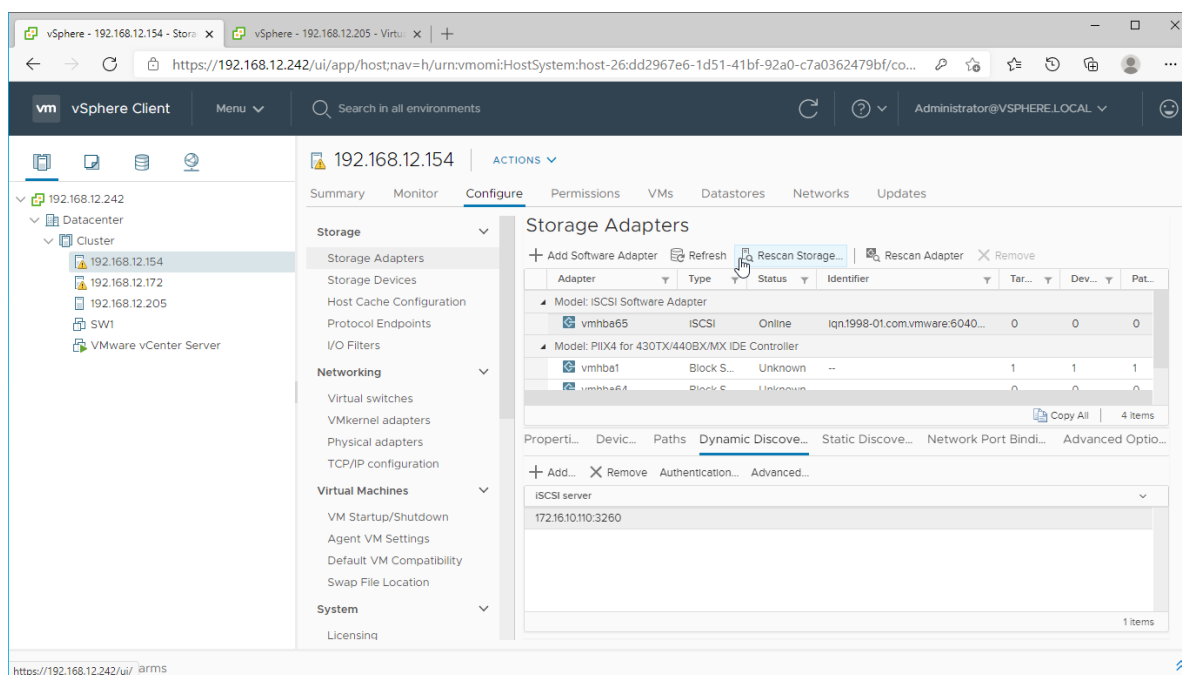 vSphere - 192.168.12.154 - Stora
vSphere - 192.168.12.205 - Virtu
https://192.168.12.242/ui/app/host;nav=h/urn:vmomi:HostSystem:host-26:dd2967e6-1d51-41bf-92a0-c7a0362479bf/co...
vm vSphere Client
Menu
Search in all environments
Administrator@VSPHERE.LOCAL
192.168.12.242
Datacenter
Cluster
192.168.12.154
192.168.12.172
192.168.12.205
SW1
VMware vCenter Server
192.168.12.154
ACTIONS
Summary Monitor Configure Permissions VMs Datastores Networks Updates
Storage
Storage Adapters
Storage Devices
Host Cache Configuration
Protocol Endpoints
I/O Filters
Networking
Virtual switches
VMkernel adapters
Physical adapters
TCP/IP configuration
Virtual Machines
VM Startup/Shutdown
Agent VM Settings
Default VM Compatibility
Swap File Location
System
Licensing
Storage Adapters
+ Add Software Adapter Refresh Rescan Storage... Rescan Adapter Remove
Adapter Type Status Identifier Tar... Dev... Pat...
Model: iSCSI Software Adapter
vmhba65 iSCSI Online iqn.1998-01.com.vmware:6040... 0 0 0
Model: PIIX4 for 430TX/440BX/MX IDE Controller
vmhba1 Block S... Unknown -- 1 1 1
vmhba64 Block S... Unknown 0 0 0
Copy All 4 items
Properti... Devic... Paths Dynamic Discove... Static Discove... Network Port Bindi... Advanced Optio...
+ Add... Remove Authentication... Advanced...
iSCSI server
172.16.10.110:3260
1 items
https://192.168.12.242/ui/ arms